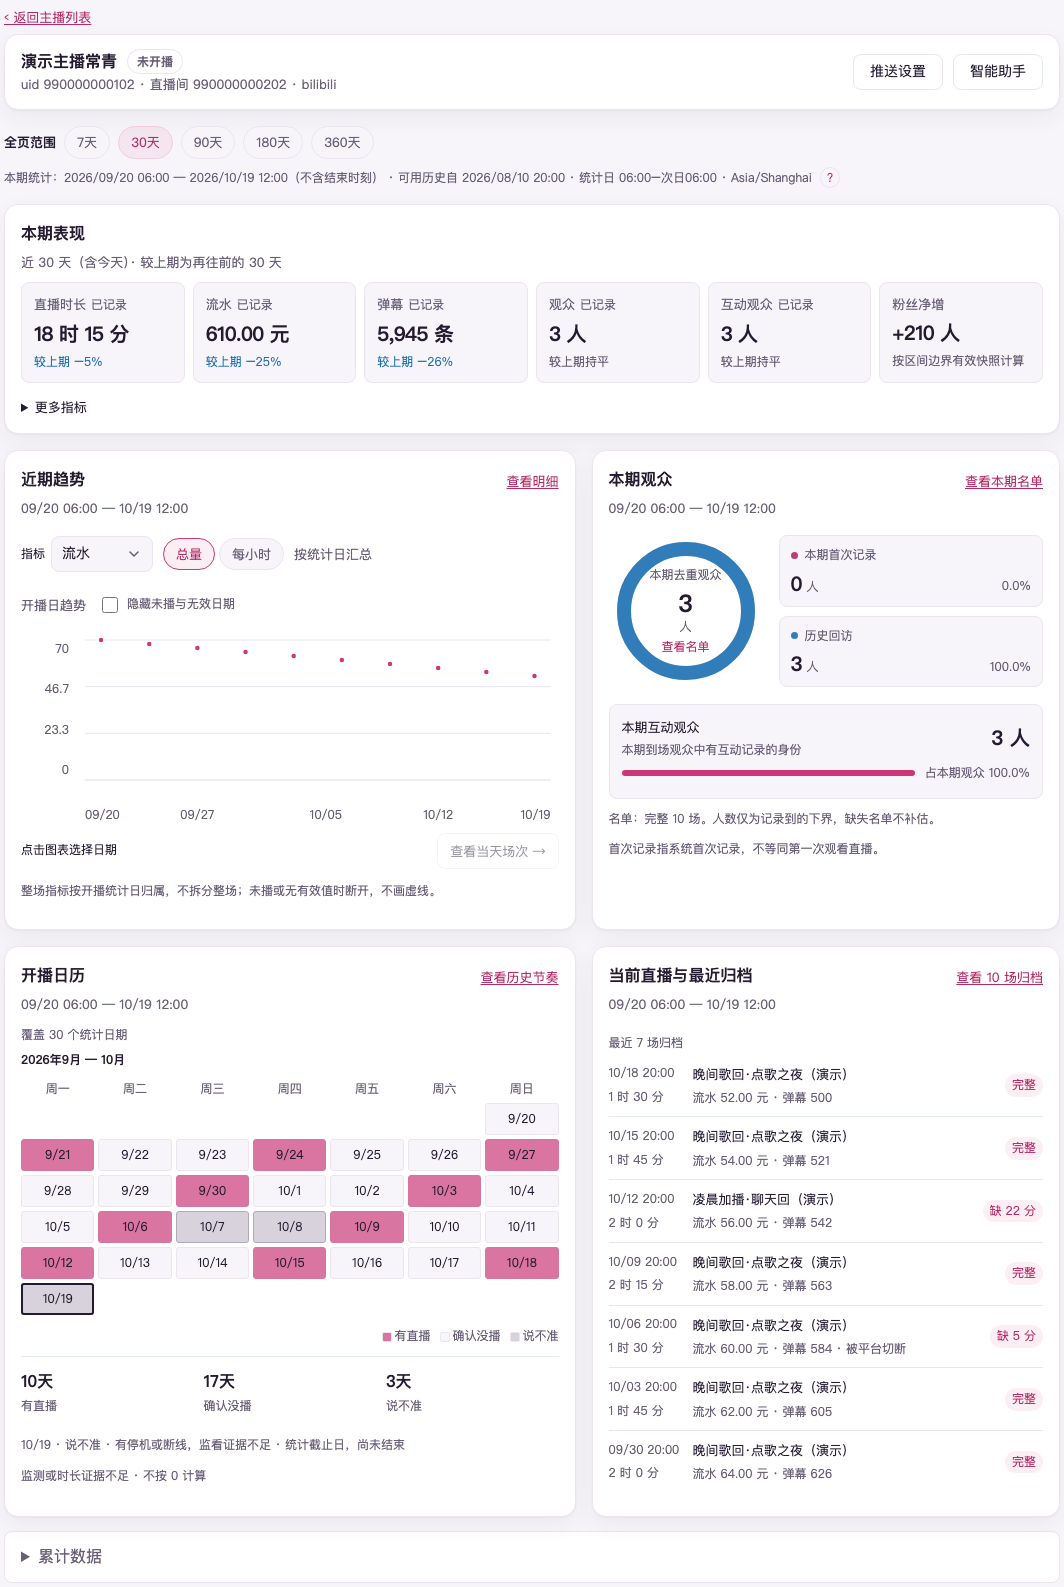 ‹ 返回主播列表
演示主播常青 未开播
uid 990000000102 · 直播间 990000000202 · bilibili
推送设置 智能助手
全页范围 7天 30天 90天 180天 360天
本期统计：2026/09/20 06:00 — 2026/10/19 12:00（不含结束时刻） · 可用历史自 2026/08/10 20:00 · 统计日 06:00—次日06:00 · Asia/Shanghai ?
本期表现
近 30 天（含今天）· 较上期为再往前的 30 天
直播时长 已记录
18 时 15 分
较上期 −5%
流水 已记录
610.00 元
较上期 −25%
弹幕 已记录
5,945 条
较上期 −26%
观众 已记录
3 人
较上期持平
互动观众 已记录
3 人
较上期持平
粉丝净增
+210 人
按区间边界有效快照计算
▶ 更多指标
近期趋势 查看明细
09/20 06:00 — 10/19 12:00
指标 流水 总量 每小时 按统计日汇总
开播日趋势 隐藏未播与无效日期
70
46.7
23.3
0
09/20 09/27 10/05 10/12 10/19
点击图表选择日期 查看当天场次 →
整场指标按开播统计日归属，不拆分整场；未播或无有效值时断开，不画虚线。
本期观众 查看本期名单
09/20 06:00 — 10/19 12:00
本期去重观众
3
人
查看名单
本期首次记录
0 人 0.0%
历史回访
3 人 100.0%
本期互动观众
本期到场观众中有互动记录的身份
3 人
占本期观众 100.0%
名单：完整 10 场。人数仅为记录到的下界，缺失名单不补估。
首次记录指系统首次记录，不等同第一次观看直播。
开播日历 查看历史节奏
09/20 06:00 — 10/19 12:00
覆盖 30 个统计日期
2026年9月 — 10月
周一 周二 周三 周四 周五 周六 周日
9/20
9/21 9/22 9/23 9/24 9/25 9/26 9/27
9/28 9/29 9/30 10/1 10/2 10/3 10/4
10/5 10/6 10/7 10/8 10/9 10/10 10/11
10/12 10/13 10/14 10/15 10/16 10/17 10/18
10/19
有直播 确认没播 说不准
10天 17天 3天
有直播 确认没播 说不准
10/19 · 说不准 · 有停机或断线，监看证据不足 · 统计截止日，尚未结束
监测或时长证据不足 · 不按 0 计算
当前直播与最近归档 查看 10 场归档
09/20 06:00 — 10/19 12:00
最近 7 场归档
10/18 20:00 晚间歌回·点歌之夜（演示）
1 时 30 分 流水 52.00 元 · 弹幕 500
完整
10/15 20:00 晚间歌回·点歌之夜（演示）
1 时 45 分 流水 54.00 元 · 弹幕 521
完整
10/12 20:00 凌晨加播·聊天回（演示）
2 时 0 分 流水 56.00 元 · 弹幕 542
缺 22 分
10/09 20:00 晚间歌回·点歌之夜（演示）
2 时 15 分 流水 58.00 元 · 弹幕 563
完整
10/06 20:00 晚间歌回·点歌之夜（演示）
1 时 30 分 流水 60.00 元 · 弹幕 584 · 被平台切断
缺 5 分
10/03 20:00 晚间歌回·点歌之夜（演示）
1 时 45 分 流水 62.00 元 · 弹幕 605
完整
09/30 20:00 晚间歌回·点歌之夜（演示）
2 时 0 分 流水 64.00 元 · 弹幕 626
完整
▶ 累计数据